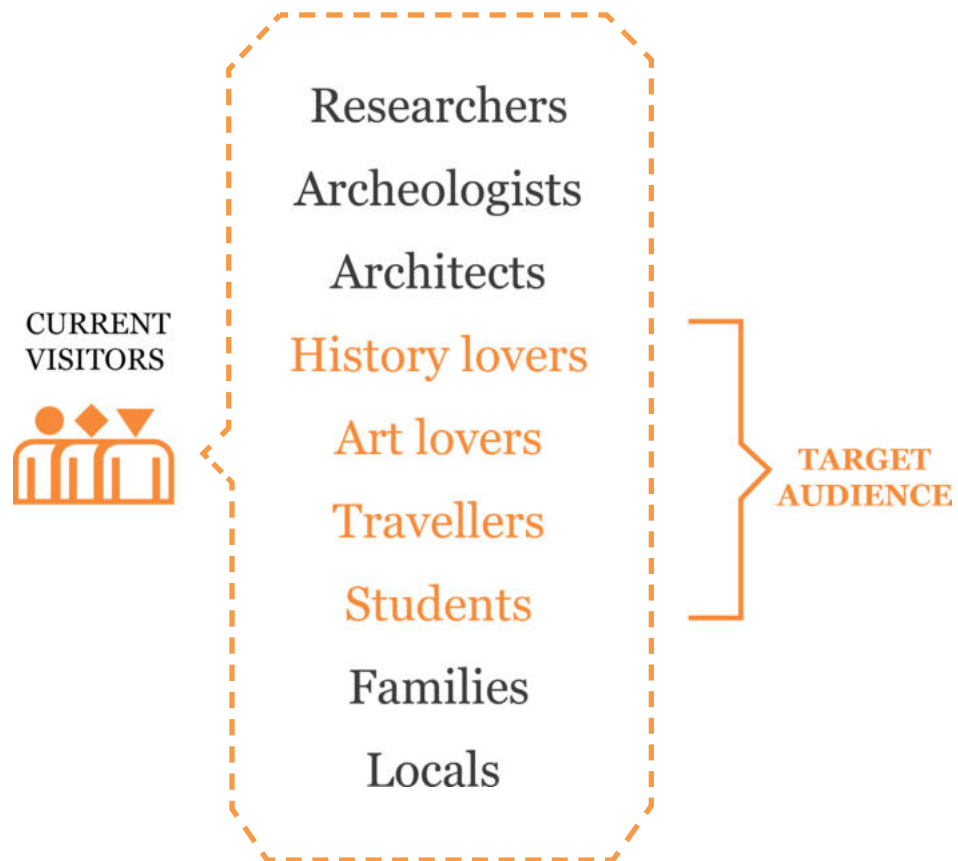 CURRENT
VISITORS
Researchers
Archeologists
Architects
History lovers
Art lovers
Travellers
Students
Families
Locals
TARGET
AUDIENCE